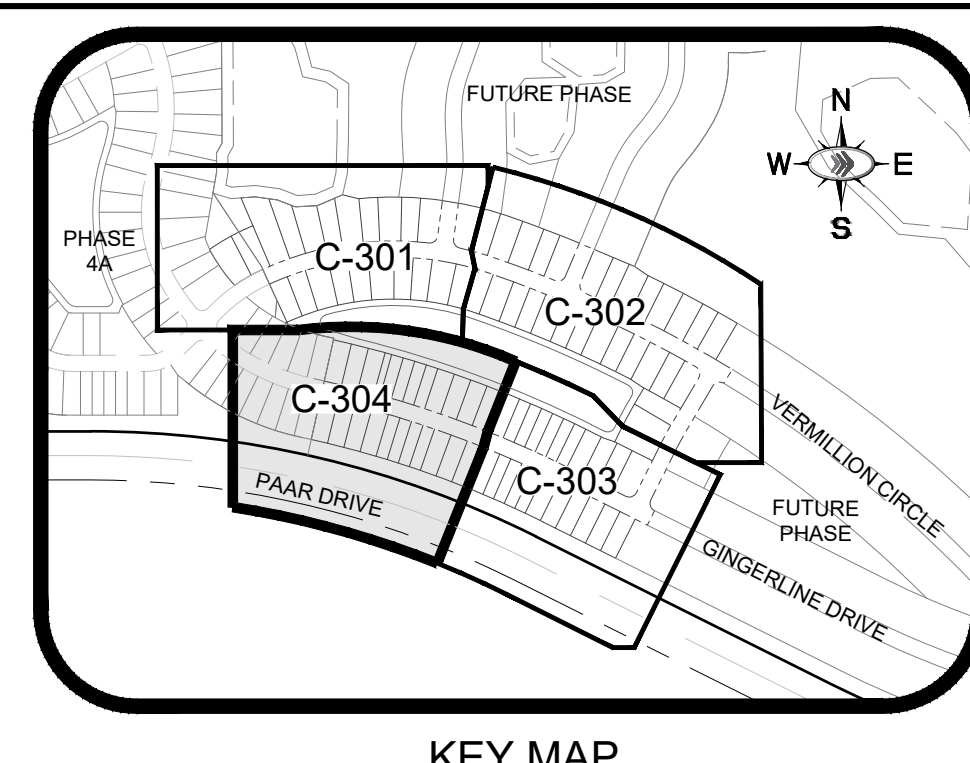 FUTURE PHASE
N
W
E
S
PHASE
4A
C-301
C-302
C-304
C-303
PAAR DRIVE
VERMILLION CIRCLE
FUTURE
PHASE
GINGERLINE DRIVE
KEY MAP